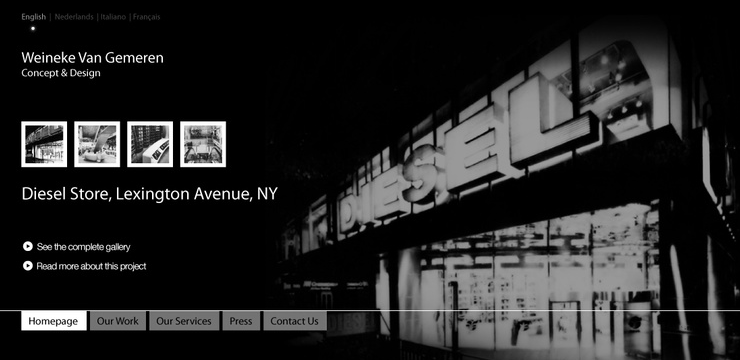 English | Nederlands | Italiano | Français
Weineke Van Gemeren
Concept & Design
DIESEL
Diesel Store, Lexington Avenue, NY
See the complete gallery
Read more about this project
Homepage
Our Work
Our Services
Press
Contact Us